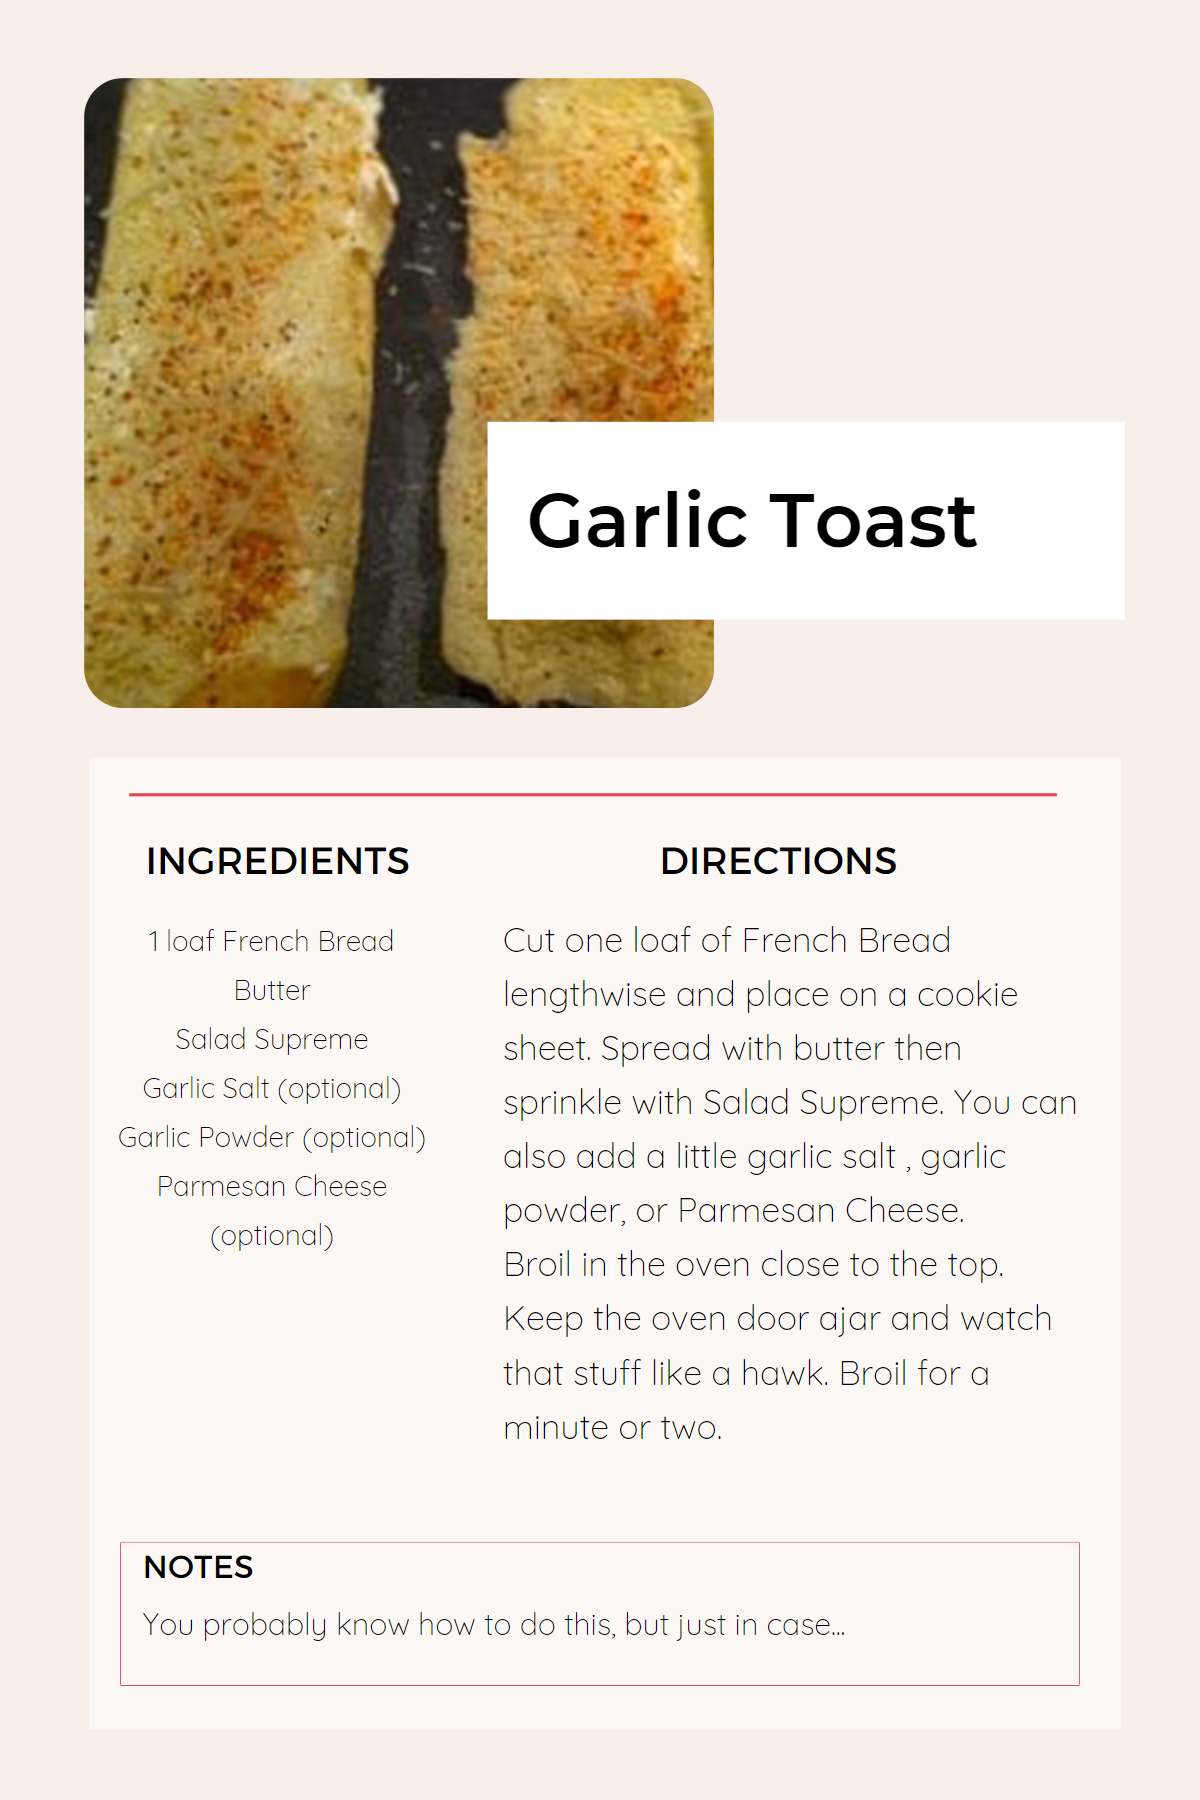 Garlic Toast
INGREDIENTS
1 loaf French Bread
Butter
Salad Supreme
Garlic Salt (optional)
Garlic Powder (optional)
Parmesan Cheese
(optional)
DIRECTIONS
Cut one loaf of French Bread
lengthwise and place on a cookie
sheet. Spread with butter then
sprinkle with Salad Supreme. You can
also add a little garlic salt , garlic
powder, or Parmesan Cheese.
Broil in the oven close to the top.
Keep the oven door ajar and watch
that stuff like a hawk. Broil for a
minute or two.
NOTES
You probably know how to do this, but just in case...